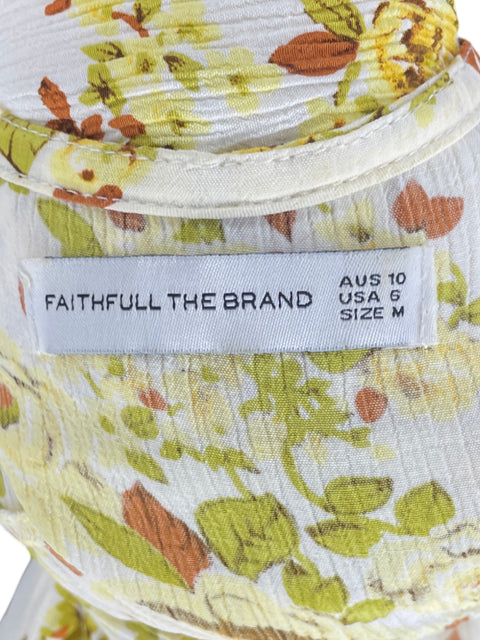 FAITHFULL THE BRAND
AUS 10
USA 6
SIZE M